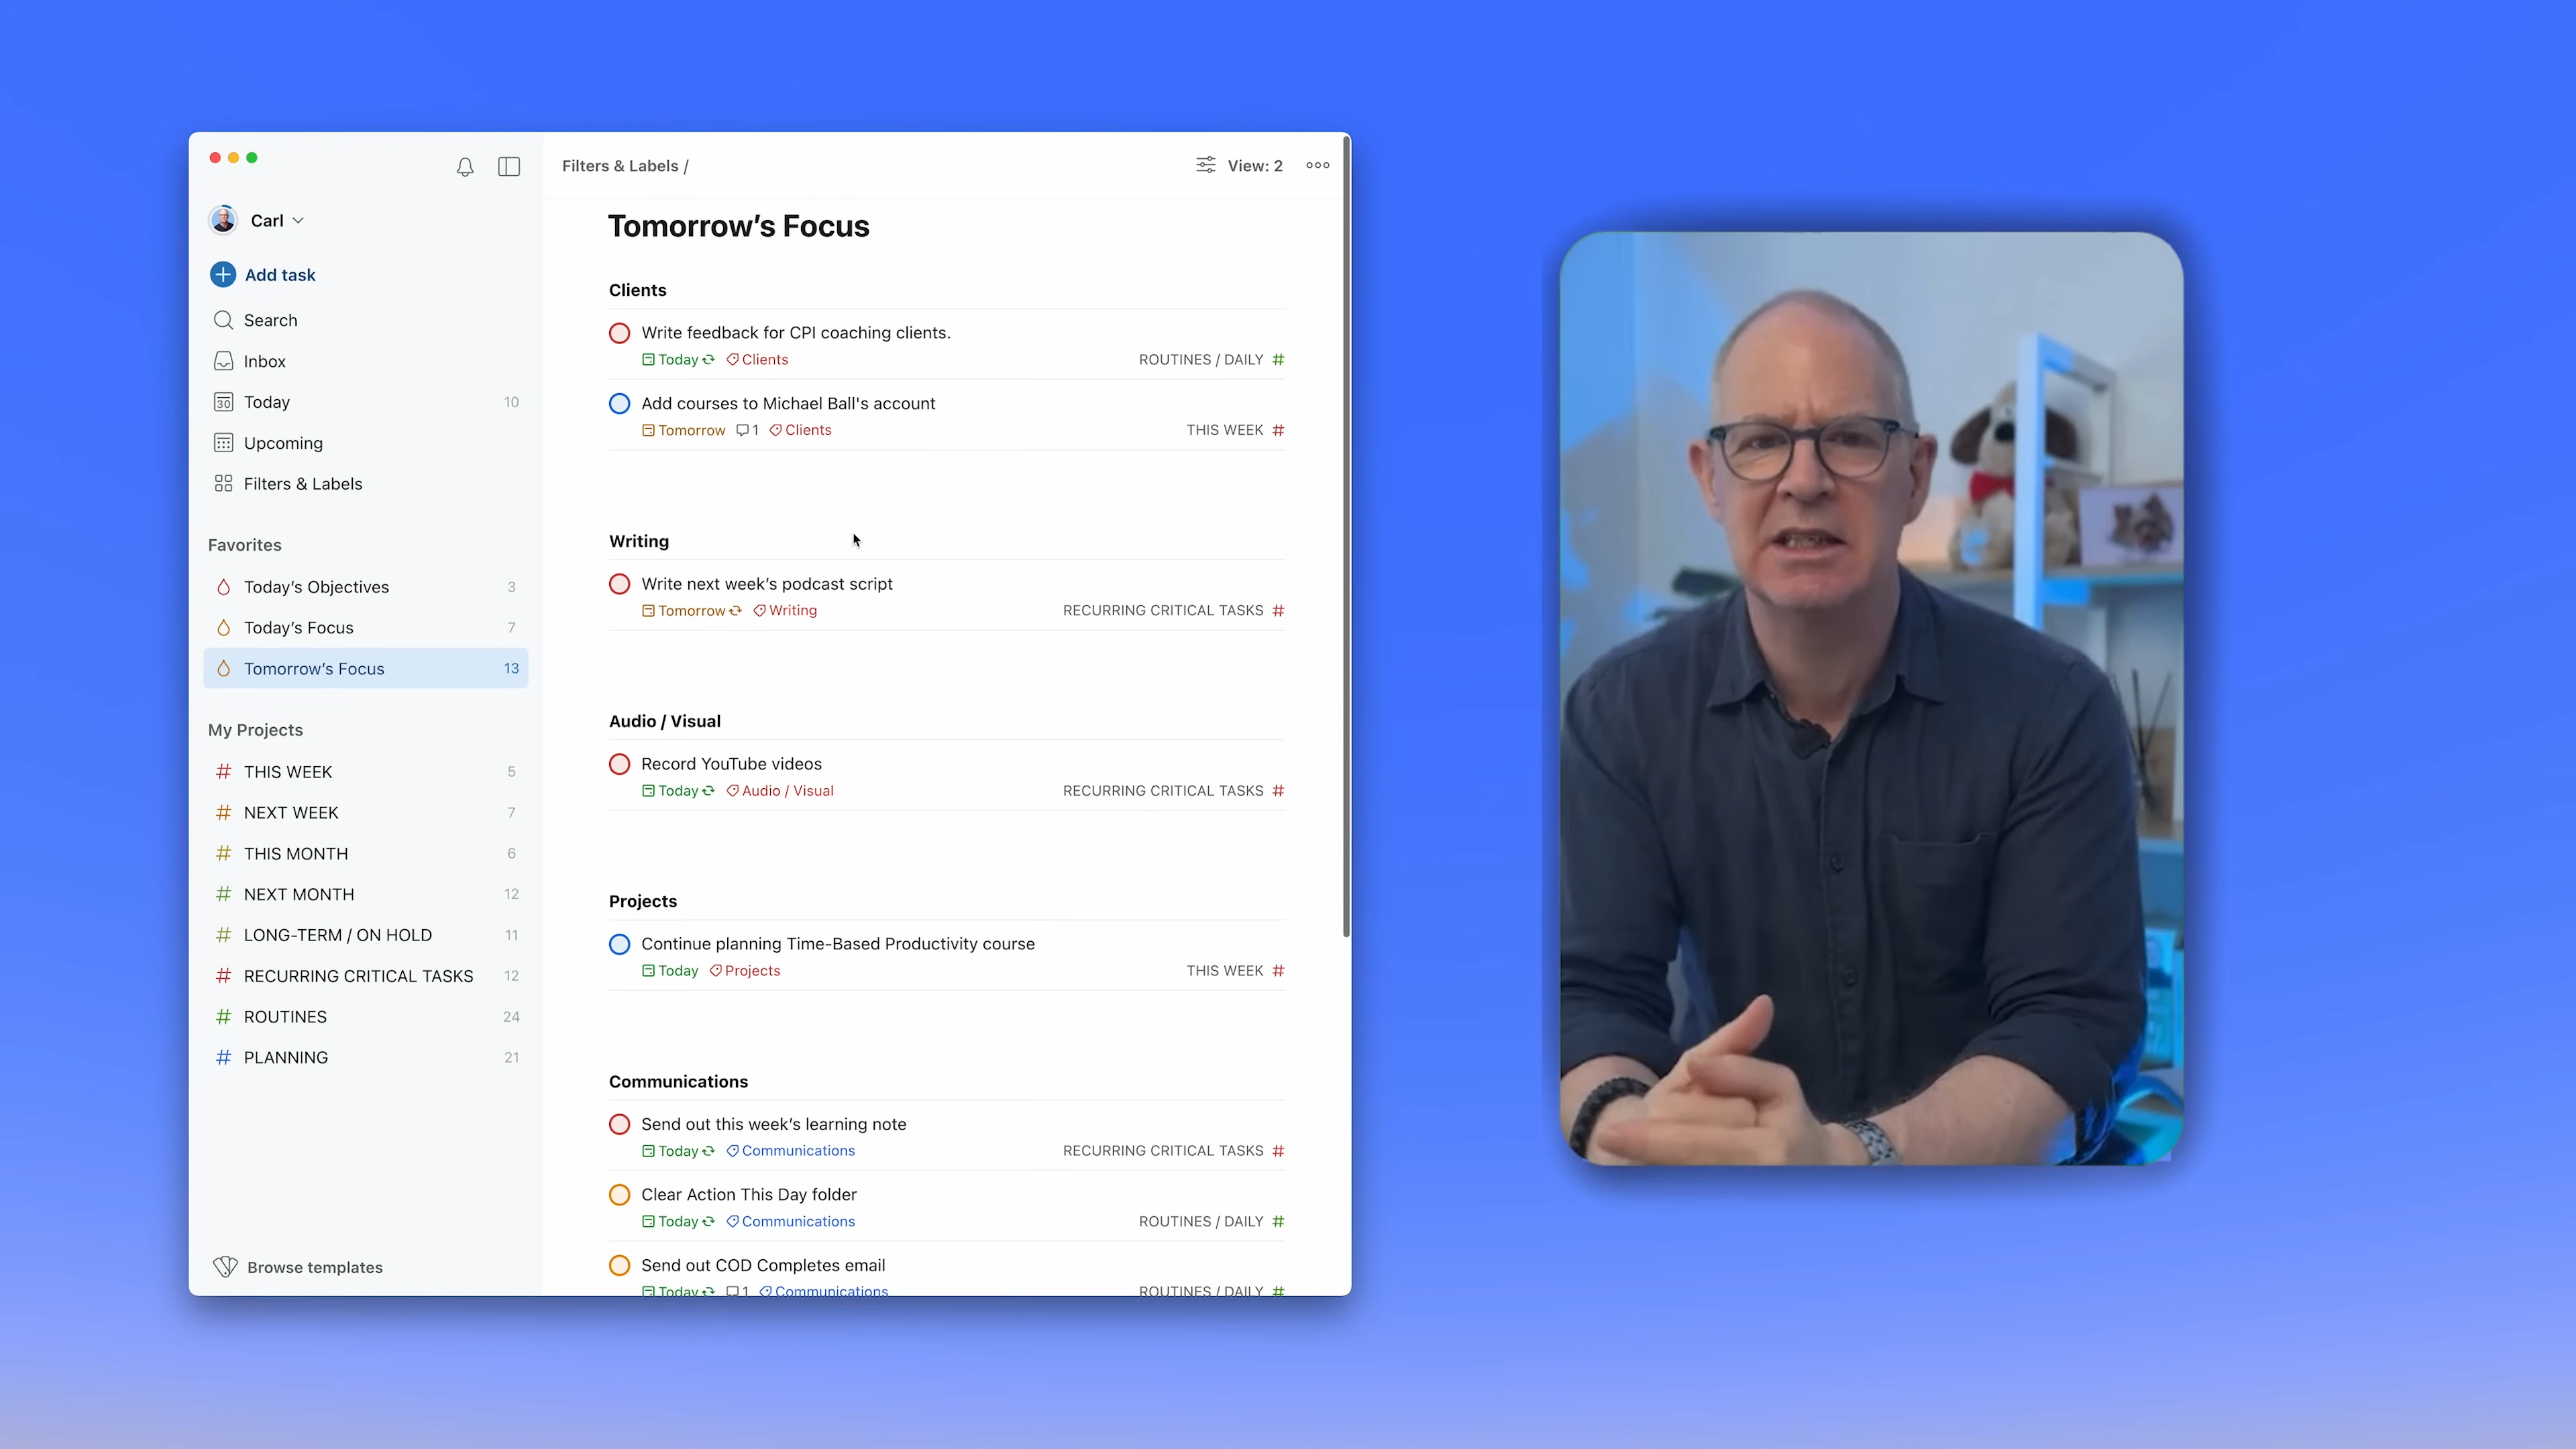 Carl
Add task
Search
Inbox
30
Today 10
Upcoming
Filters & Labels
Favorites
Today's Objectives 3
Today's Focus 7
Tomorrow's Focus 13
My Projects
# THIS WEEK 5
# NEXT WEEK 7
# THIS MONTH 6
# NEXT MONTH 12
# LONG-TERM / ON HOLD 11
# RECURRING CRITICAL TASKS 12
# ROUTINES 24
# PLANNING 21
Browse templates
Filters & Labels /
View: 2
Tomorrow’s Focus
Clients
Write feedback for CPI coaching clients.
Today Clients ROUTINES / DAILY #
Add courses to Michael Ball's account
Tomorrow 1 Clients THIS WEEK #
Writing
Write next week’s podcast script
Tomorrow Writing RECURRING CRITICAL TASKS #
Audio / Visual
Record YouTube videos
Today Audio / Visual RECURRING CRITICAL TASKS #
Projects
Continue planning Time-Based Productivity course
Today Projects THIS WEEK #
Communications
Send out this week’s learning note
Today Communications RECURRING CRITICAL TASKS #
Clear Action This Day folder
Today Communications ROUTINES / DAILY #
Send out COD Completes email
Today 1 Communications ROUTINES / DAILY #